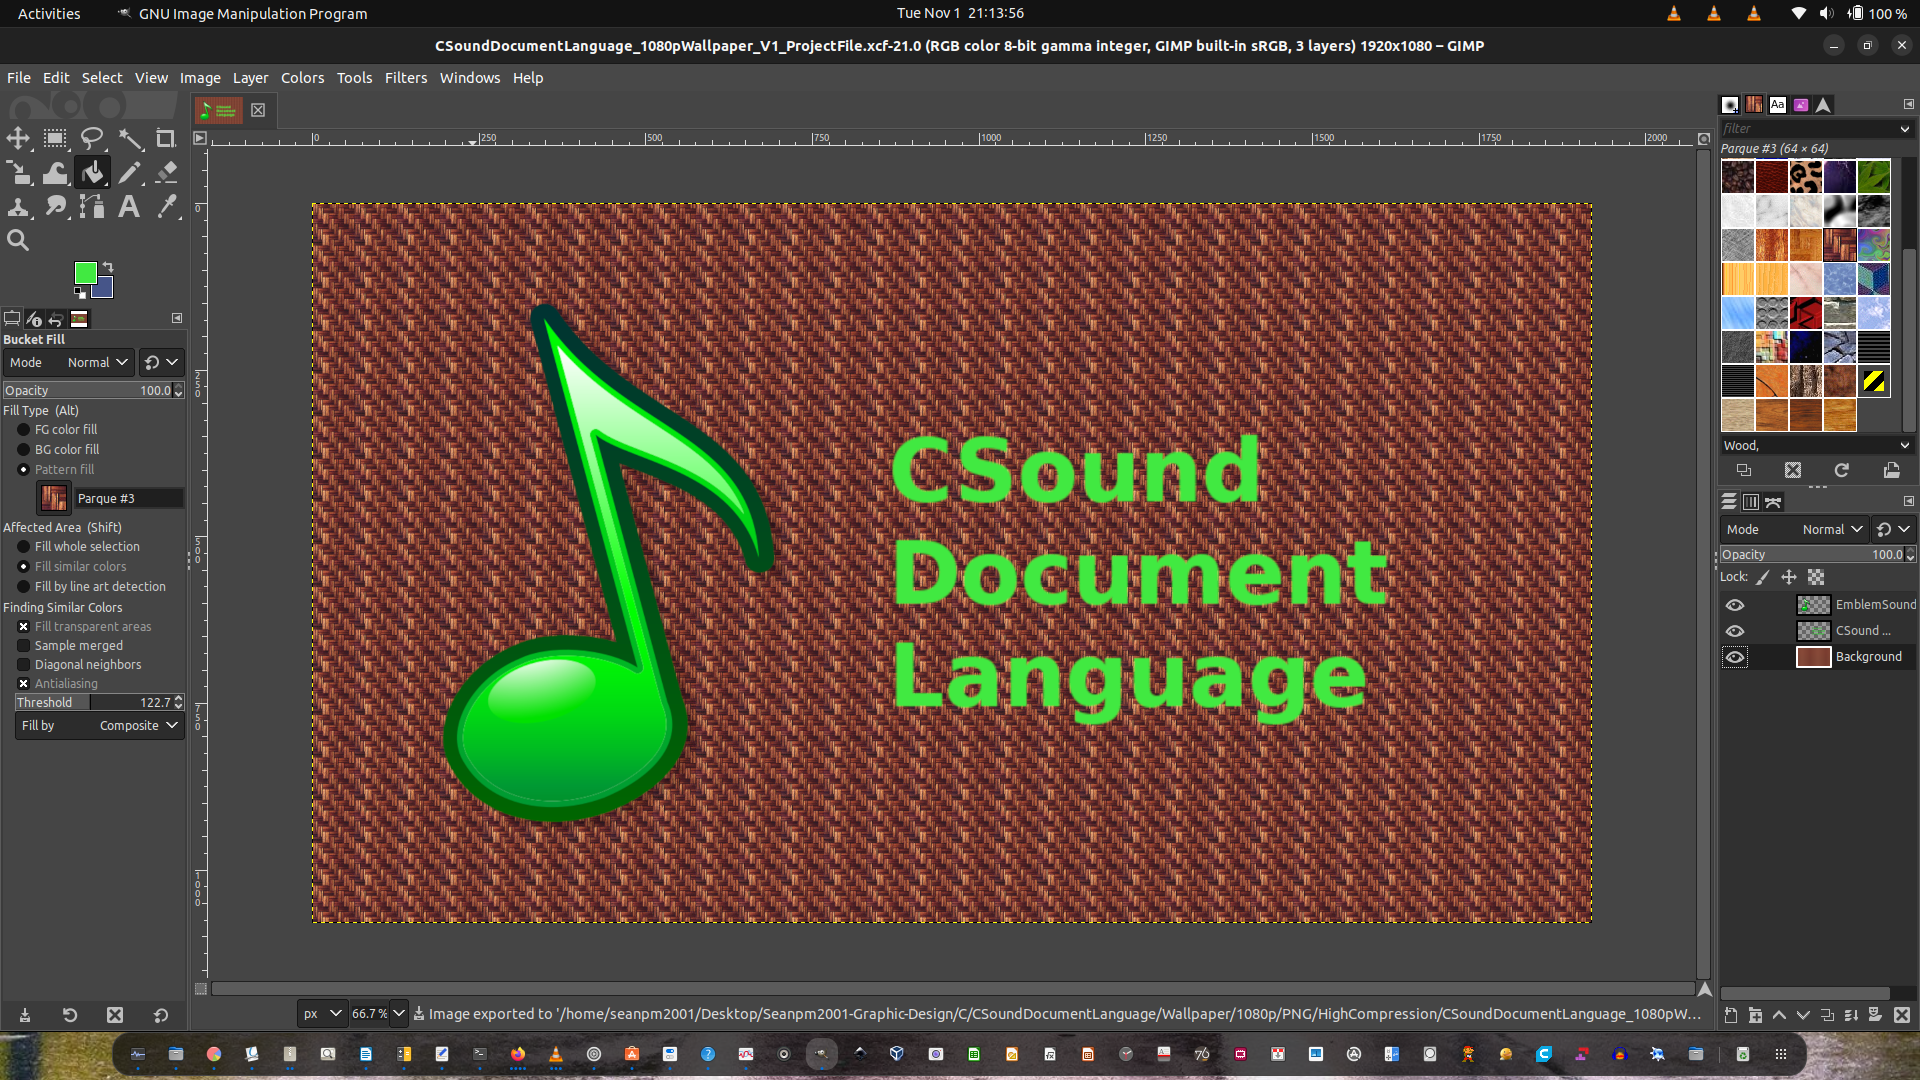 Activities
GNU Image Manipulation Program
Tue Nov 1  21:13:56
100 %
CSoundDocumentLanguage_1080pWallpaper_V1_ProjectFile.xcf-21.0 (RGB color 8-bit gamma integer, GIMP built-in sRGB, 3 layers) 1920x1080 – GIMP
File Edit Select View Image Layer Colors Tools Filters Windows Help
0 250 500 750 1000 1250 1500 1750 2000
0
250
500
750
1000
Bucket Fill
Mode Normal
Opacity 100.0
Fill Type (Alt)
FG color fill
BG color fill
Pattern fill
Parque #3
Affected Area (Shift)
Fill whole selection
Fill similar colors
Fill by line art detection
Finding Similar Colors
Fill transparent areas
Sample merged
Diagonal neighbors
Antialiasing
Threshold 122.7
Fill by Composite
CSound
Document
Language
Aa
filter
Parque #3 (64 × 64)
Wood,
Mode Normal
Opacity 100.0
Lock:
EmblemSound
CSound ...
Background
px 66.7 % Image exported to '/home/seanpm2001/Desktop/Seanpm2001-Graphic-Design/C/CSoundDocumentLanguage/Wallpaper/1080p/PNG/HighCompression/CSoundDocumentLanguage_1080pW...
76